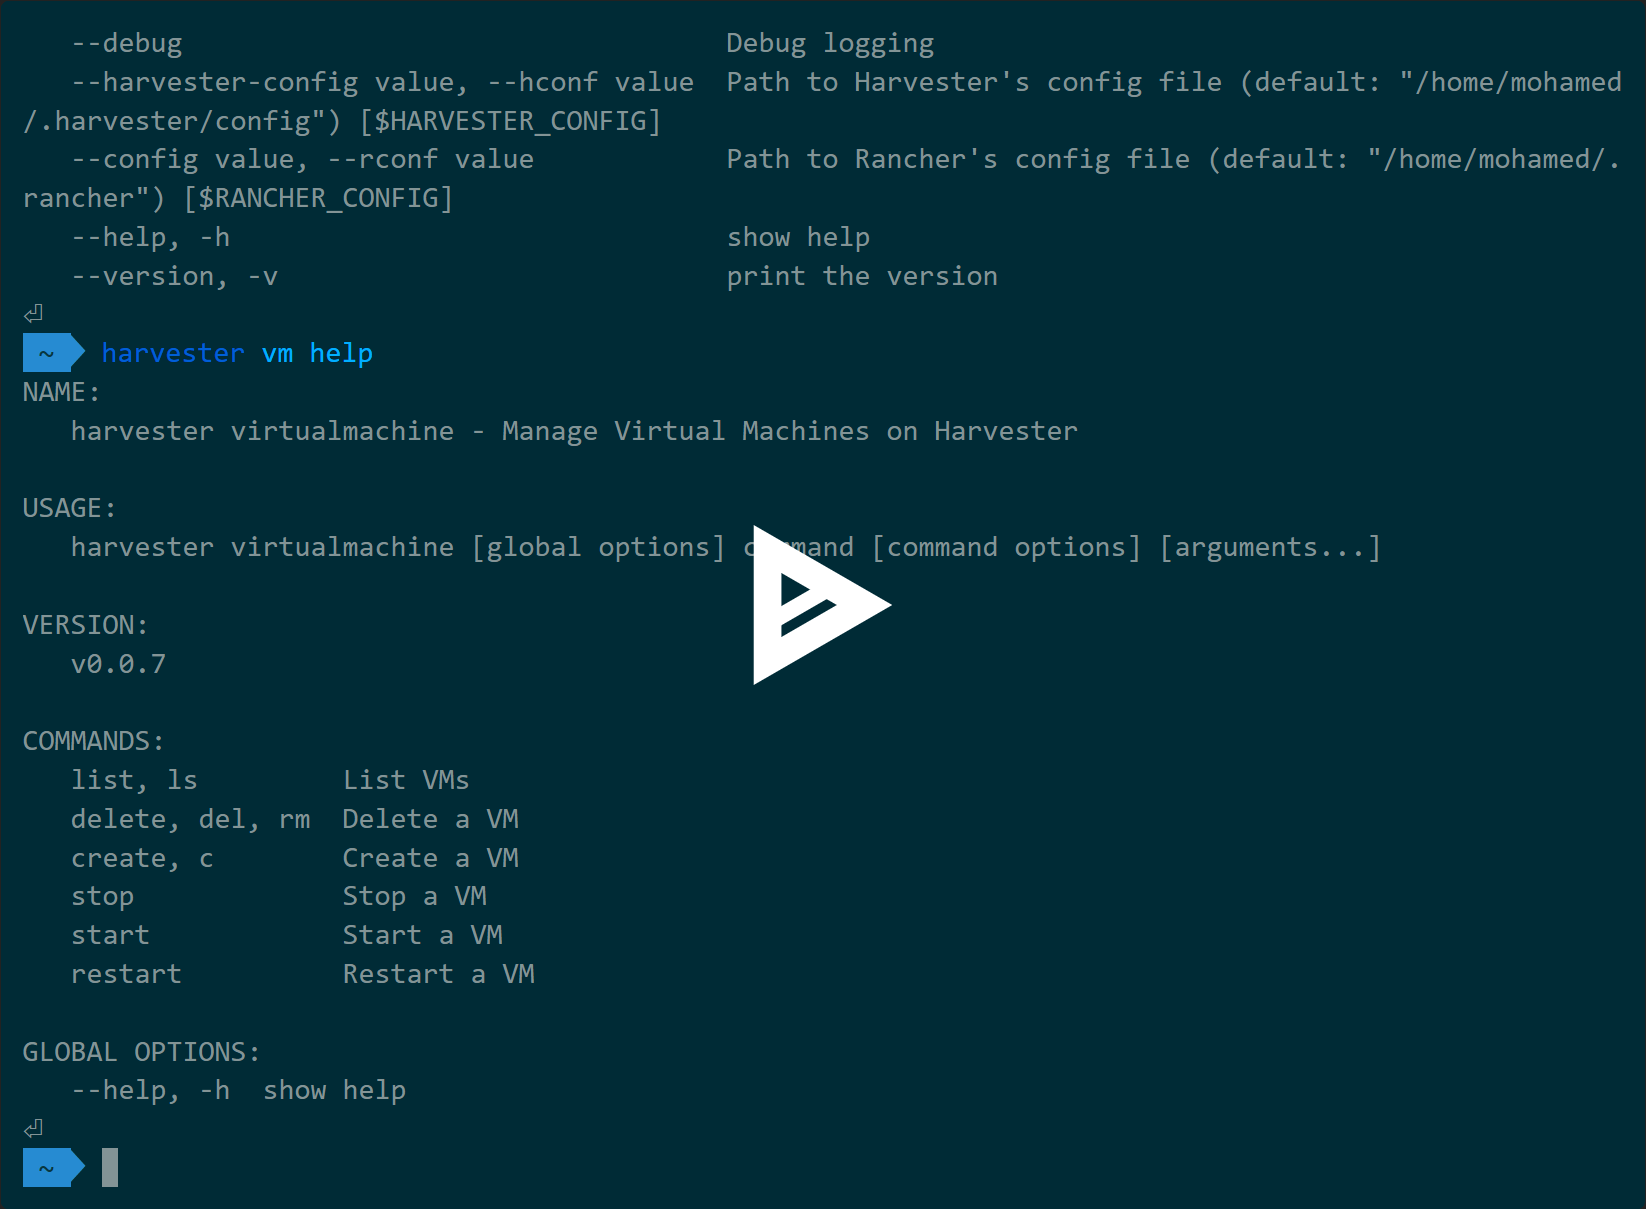 --debug                                  Debug logging
   --harvester-config value, --hconf value  Path to Harvester's config file (default: "/home/mohamed
/.harvester/config") [$HARVESTER_CONFIG]
   --config value, --rconf value            Path to Rancher's config file (default: "/home/mohamed/.
rancher") [$RANCHER_CONFIG]
   --help, -h                               show help
   --version, -v                            print the version
⏎
~ harvester vm help
NAME:
   harvester virtualmachine - Manage Virtual Machines on Harvester

USAGE:
   harvester virtualmachine [global options] command [command options] [arguments...]

VERSION:
   v0.0.7

COMMANDS:
   list, ls         List VMs
   delete, del, rm  Delete a VM
   create, c        Create a VM
   stop             Stop a VM
   start            Start a VM
   restart          Restart a VM

GLOBAL OPTIONS:
   --help, -h  show help
⏎
~